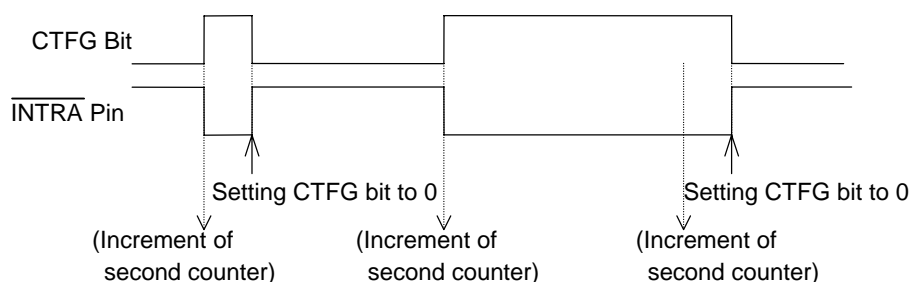 CTFG Bit
INTRA Pin
Setting CTFG bit to 0
Setting CTFG bit to 0
(Increment of
second counter)
(Increment of
second counter)
(Increment of
second counter)